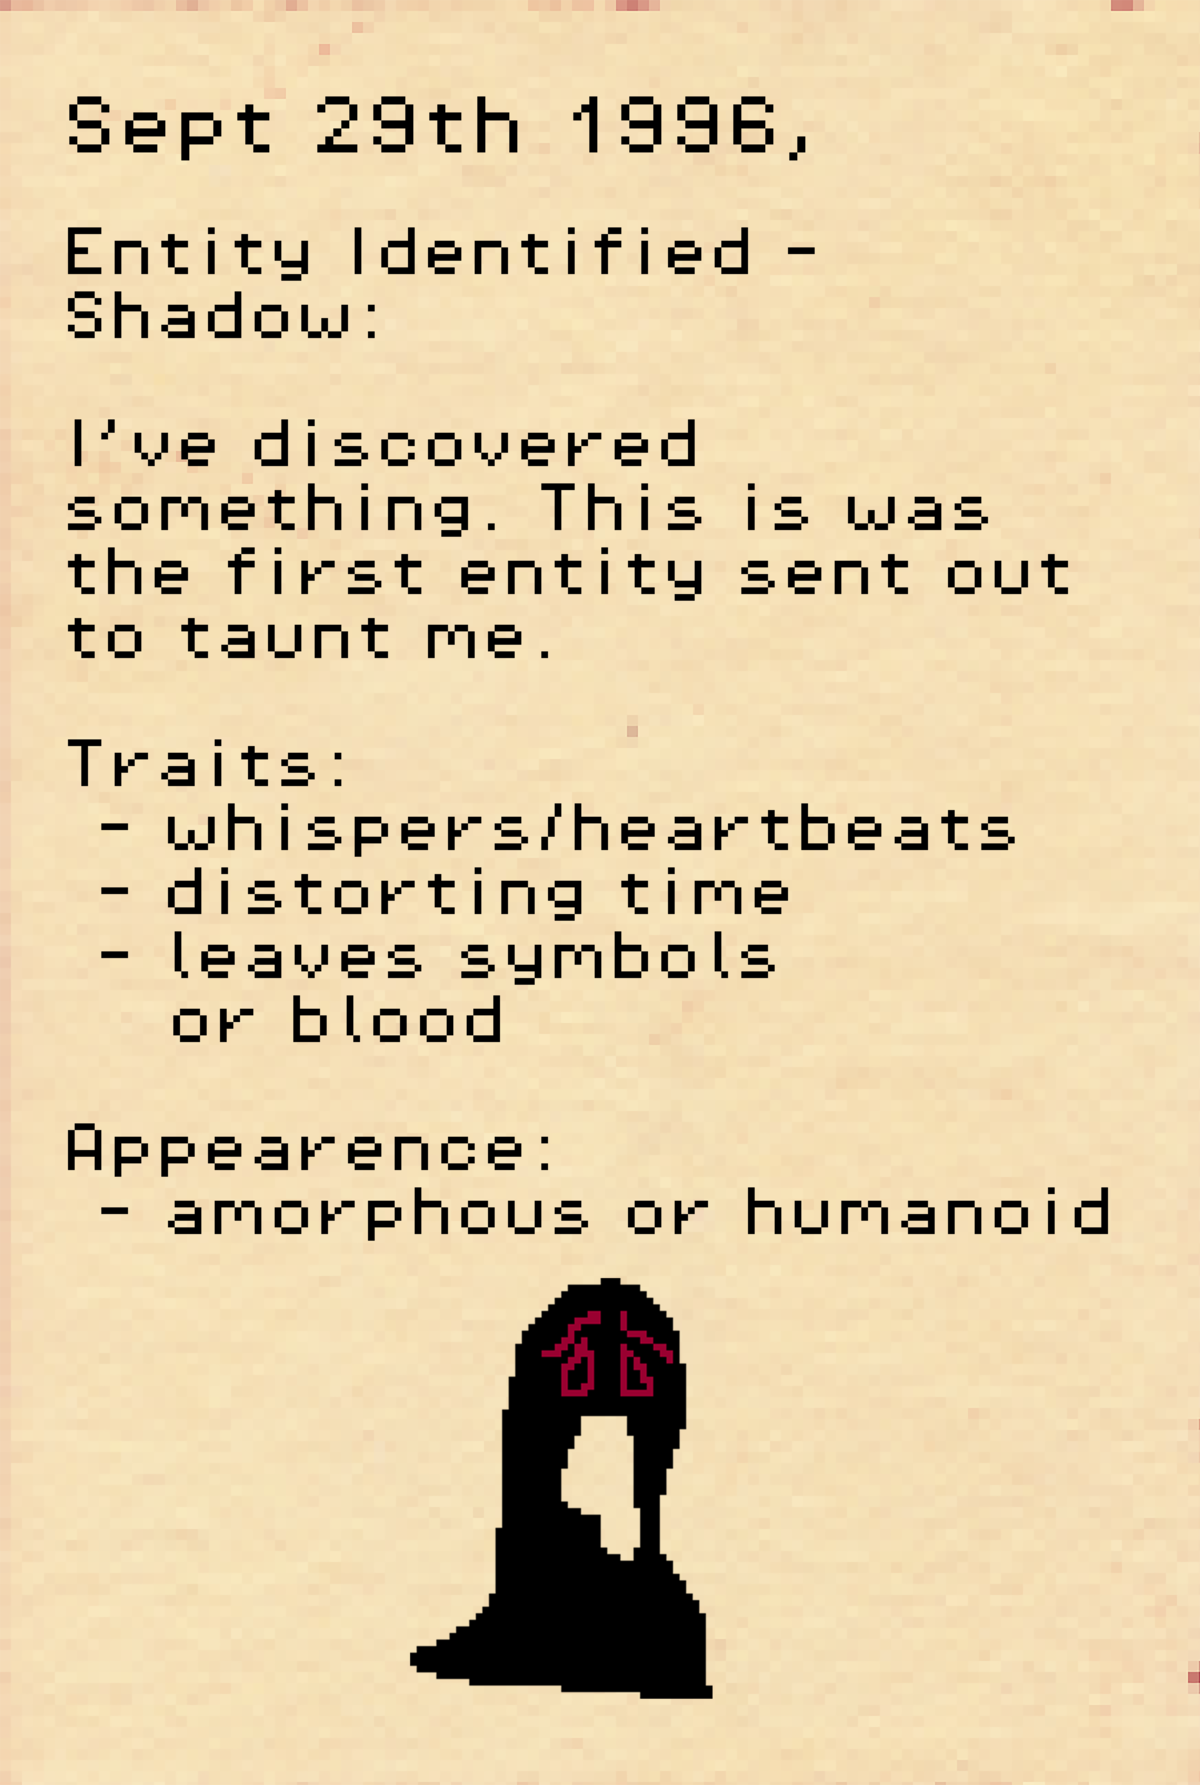 Sept 29th 1996,
Entity Identified -
Shadow:
I've discovered
something. This is was
the first entity sent out
to taunt me.
Traits:
- whispers/heartbeats
- distorting time
- leaves symbols
or blood
Appearence:
- amorphous or humanoid